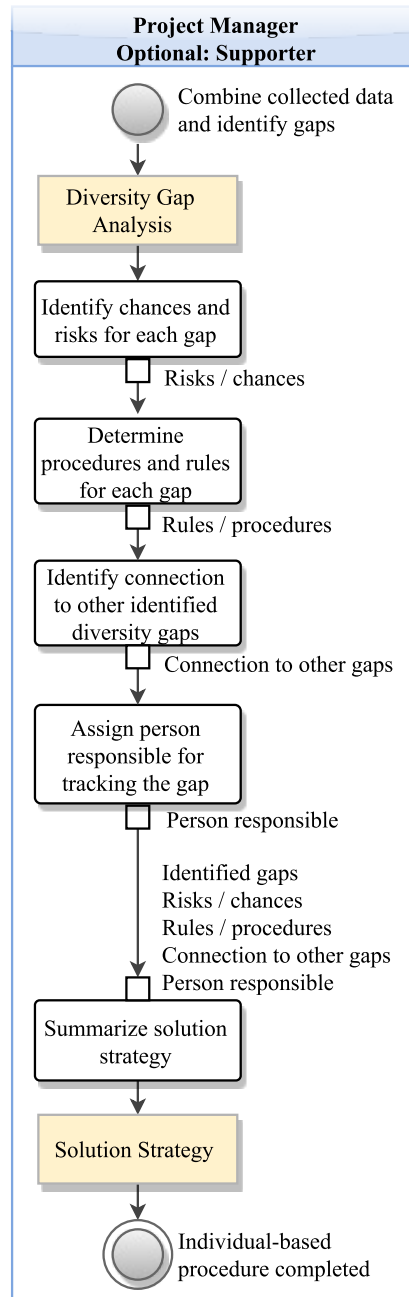 Project Manager
Optional: Supporter
Combine collected data
and identify gaps
Diversity Gap
Analysis
Identify chances and
risks for each gap
Risks / chances
Determine
procedures and rules
for each gap
Rules / procedures
Identify connection
to other identified
diversity gaps
Connection to other gaps
Assign person
responsible for
tracking the gap
Person responsible
Identified gaps
Risks / chances
Rules / procedures
Connection to other gaps
Person responsible
Summarize solution
strategy
Solution Strategy
Individual-based
procedure completed